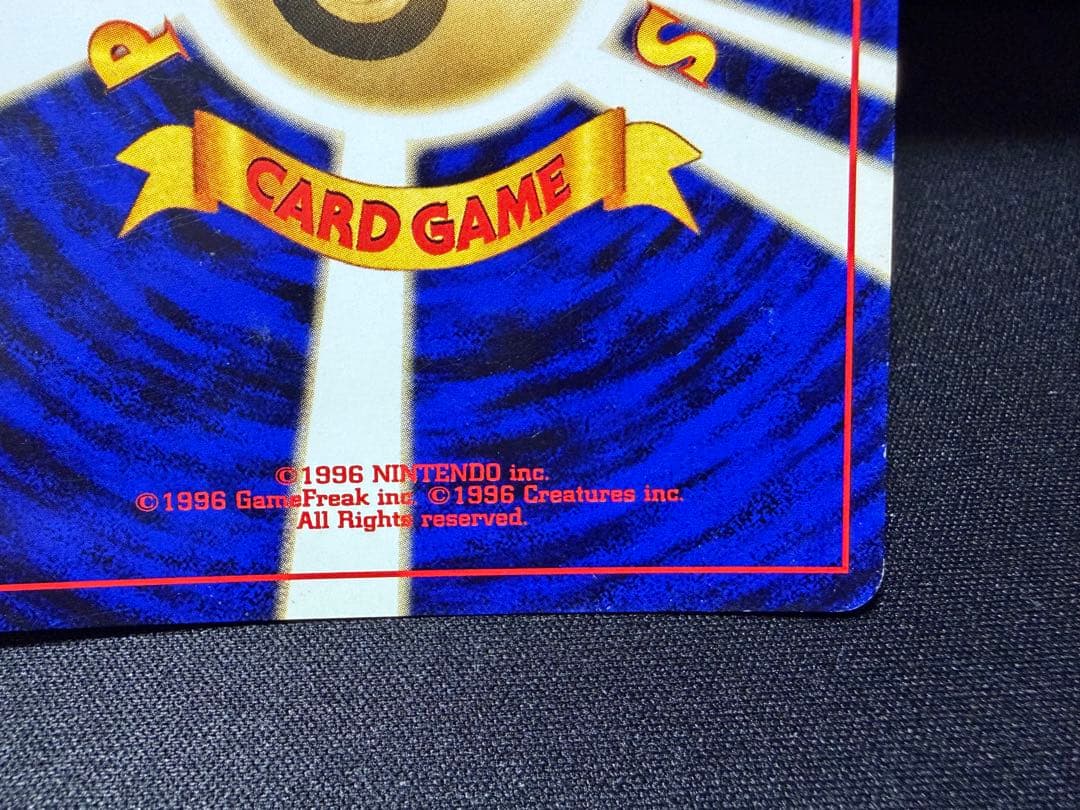 P S
CARD GAME
©1996 NINTENDO inc.
©1996 GameFreak inc. ©1996 Creatures inc.
All Rights reserved.